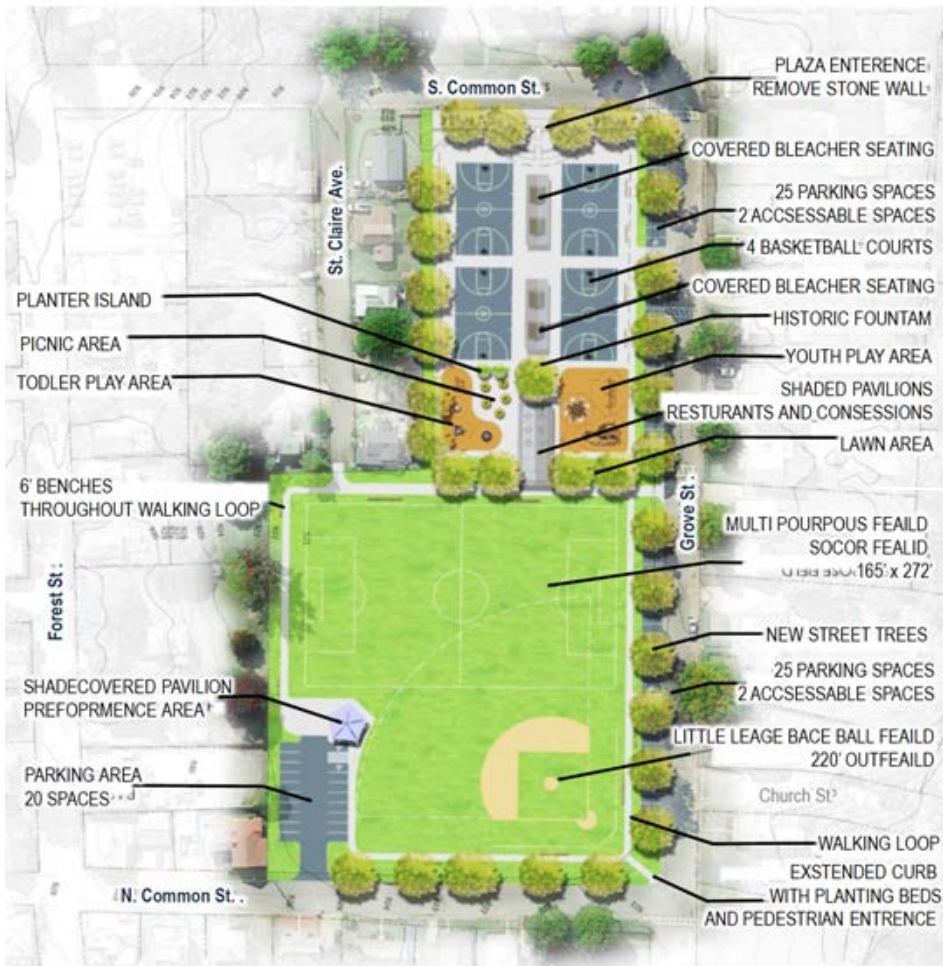 S. Common St.
St. Claire Ave.
PLAZA ENTERENCE
REMOVE STONE WALL
COVERED BLEACHER SEATING
25 PARKING SPACES
2 ACCSESSABLE SPACES
4 BASKETBALL COURTS
COVERED BLEACHER SEATING
HISTORIC FOUNTAM
YOUTH PLAY AREA
SHADED PAVILIONS
RESTURANTS AND CONSESSIONS
LAWN AREA
PLANTER ISLAND
PICNIC AREA
TODLER PLAY AREA
6' BENCHES
THROUGHOUT WALKING LOOP
Grove St.
Forest St.
MULTI POURPOUS FEAILD
SOCOR FEALID
165' x 272'
NEW STREET TREES
25 PARKING SPACES
2 ACCSESSABLE SPACES
SHADECOVERED PAVILION
PREFOPRMENCE AREA
LITTLE LEAGE BACE BALL FEAILD
220' OUTFEAILD
PARKING AREA
20 SPACES
Church St
WALKING LOOP
EXSTENDED CURB
WITH PLANTING BEDS
AND PEDESTRIAN ENTRENCE
N. Common St. .